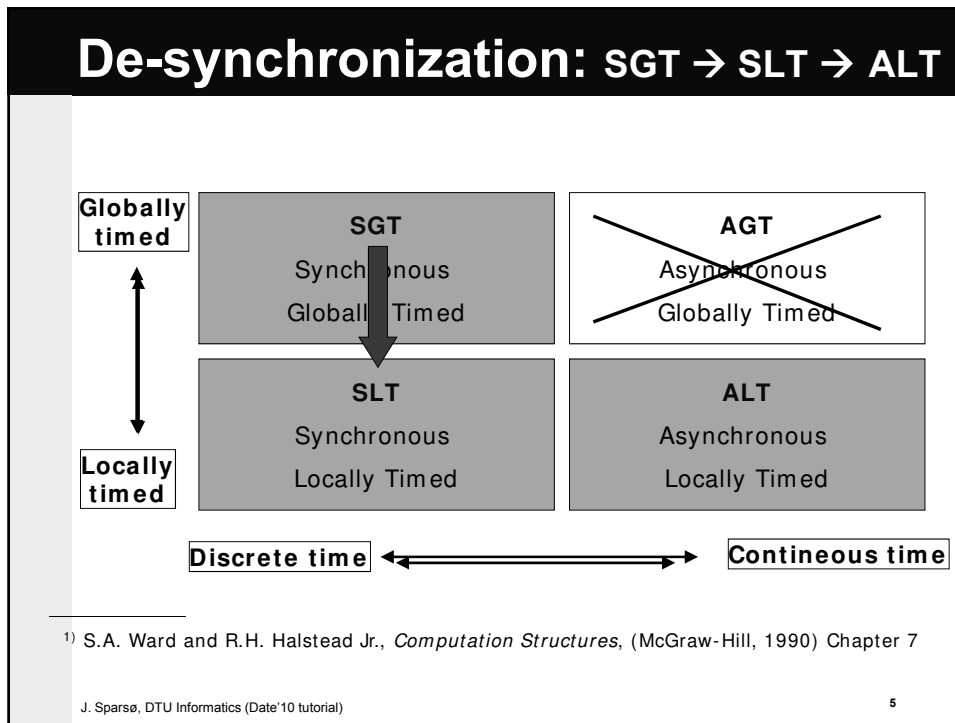 De-synchronization: SGT → SLT → ALT
Globally
timed
SGT
Synchronous
Globally Timed
AGT
Asynchronous
Globally Timed
SLT
Synchronous
Locally Timed
ALT
Asynchronous
Locally Timed
Locally
timed
Discrete time
Contineous time
1) S.A. Ward and R.H. Halstead Jr., Computation Structures, (McGraw-Hill, 1990) Chapter 7
J. Sparsø, DTU Informatics (Date'10 tutorial)
5